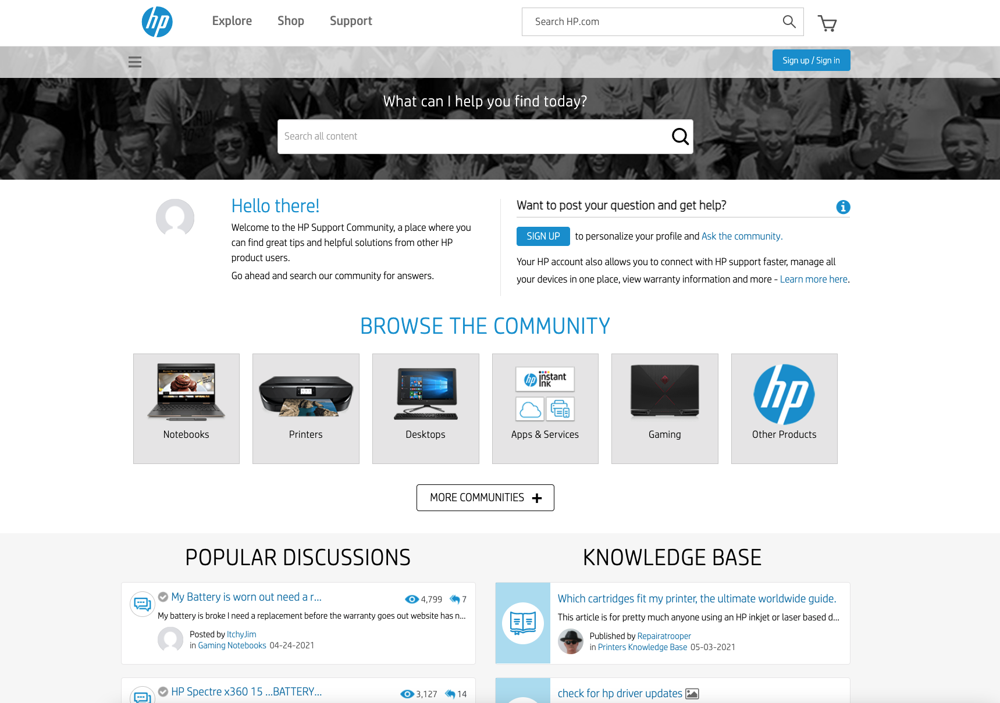 hp
Explore
Shop
Support
Search HP.com
Sign up / Sign in
What can I help you find today?
Search all content
Hello there!
Welcome to the HP Support Community, a place where you
can find great tips and helpful solutions from other HP
product users.
Go ahead and search our community for answers.
Want to post your question and get help?
SIGN UP to personalize your profile and Ask the community.
Your HP account also allows you to connect with HP support faster, manage all
your devices in one place, view warranty information and more - Learn more here.
BROWSE THE COMMUNITY
Notebooks
Printers
Desktops
hp instant
ink
Apps & Services
Gaming
hp
Other Products
MORE COMMUNITIES +
POPULAR DISCUSSIONS
My Battery is worn out need a r...
4,799
7
My battery is broke I need a replacement before the warranty goes out website has n...
Posted by ItchyJim
in Gaming Notebooks 04-24-2021
HP Spectre x360 15 ...BATTERY...
3,127
14
KNOWLEDGE BASE
Which cartridges fit my printer, the ultimate worldwide guide.
This article is for pretty much anyone using an HP inkjet or laser based d...
Published by Repairatrooper
in Printers Knowledge Base 05-03-2021
check for hp driver updates